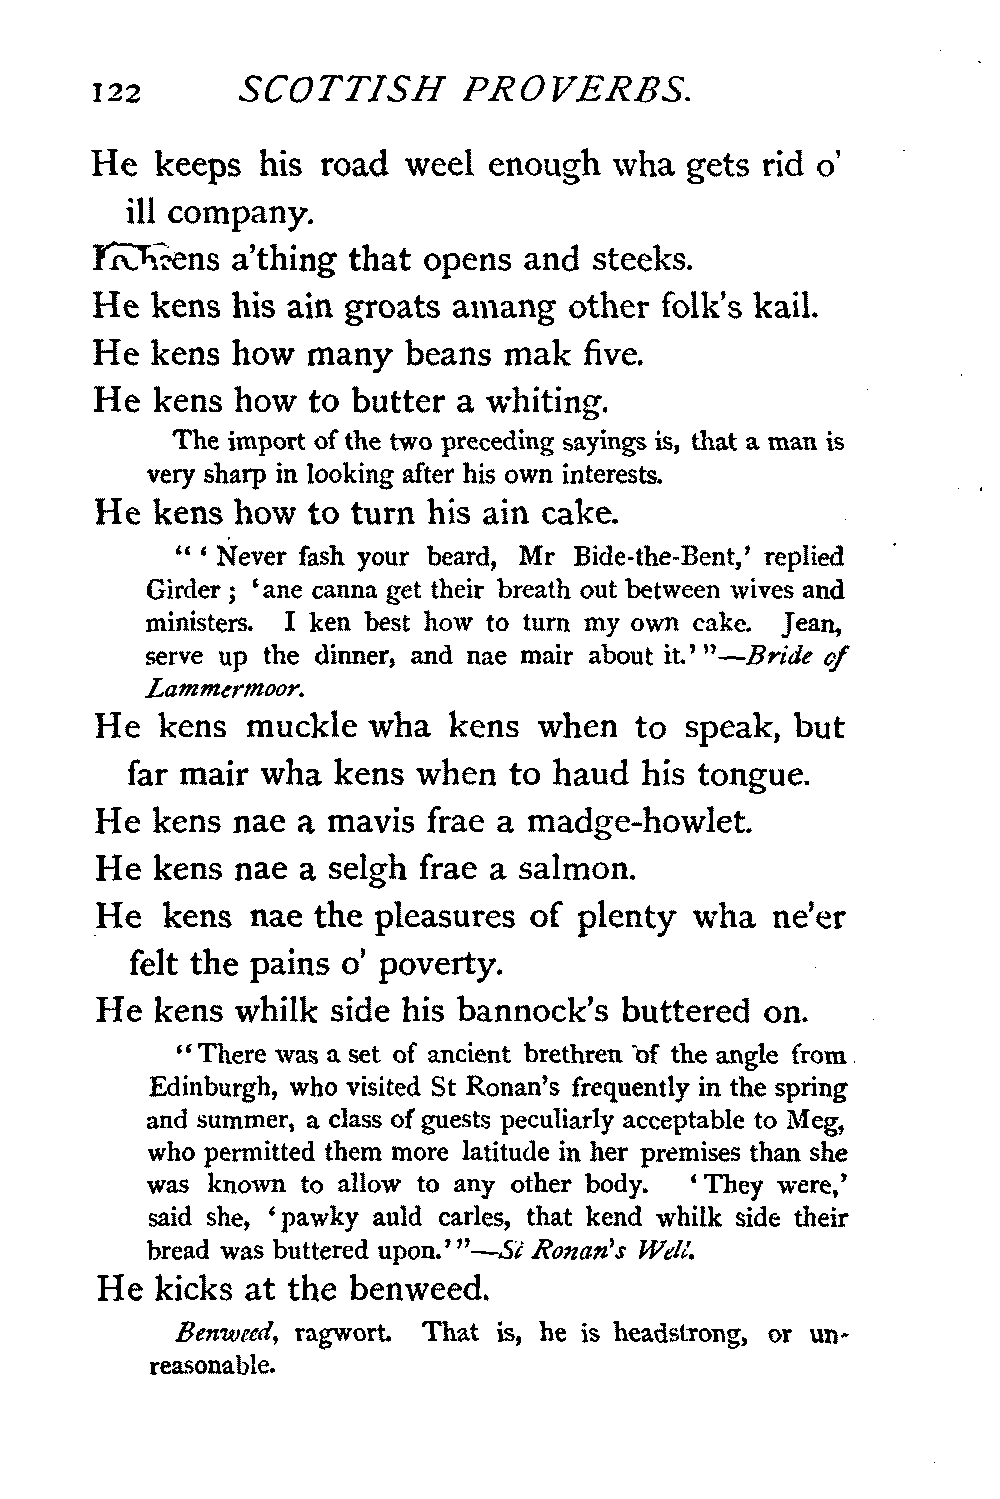 122 SCOTTISH PROVERBS.
He keeps his road weel enough wha gets rid o'
ill company.
a'thing that opens and steeks.
He kens his ain groats amang other folk's kail.
He kens how many beans mak five.
He kens how to butter a whiting.
The import of the two preceding sayings is, that a man is
very sharp in looking after his own interests.
He kens how to turn his ain cake.
"'Never fash your beard, Mr Bide-the-Bent,' replied
Girder; 'ane canna get their breath out between wives and
ministers. I ken best how to turn my own cake. Jean,
serve up the dinner, and nae mair about it.'"—Bride of
Lammermoor.
He kens muckle wha kens when to speak, but
far mair wha kens when to haud his tongue.
He kens nae a mavis frae a madge-howlet.
He kens nae a selgh frae a salmon.
He kens nae the pleasures of plenty wha ne'er
felt the pains o' poverty.
He kens whilk side his bannock's buttered on.
"There was a set of ancient brethren of the angle from
Edinburgh, who visited St Ronan's frequently in the spring
and summer, a class of guests peculiarly acceptable to Meg,
who permitted them more latitude in her premises than she
was known to allow to any other body. 'They were,'
said she, 'pawky auld carles, that kend whilk side their
bread was buttered upon.'"—St Ronan's Well.
He kicks at the benweed.
Benweed, ragwort. That is, he is headstrong, or un-
reasonable.